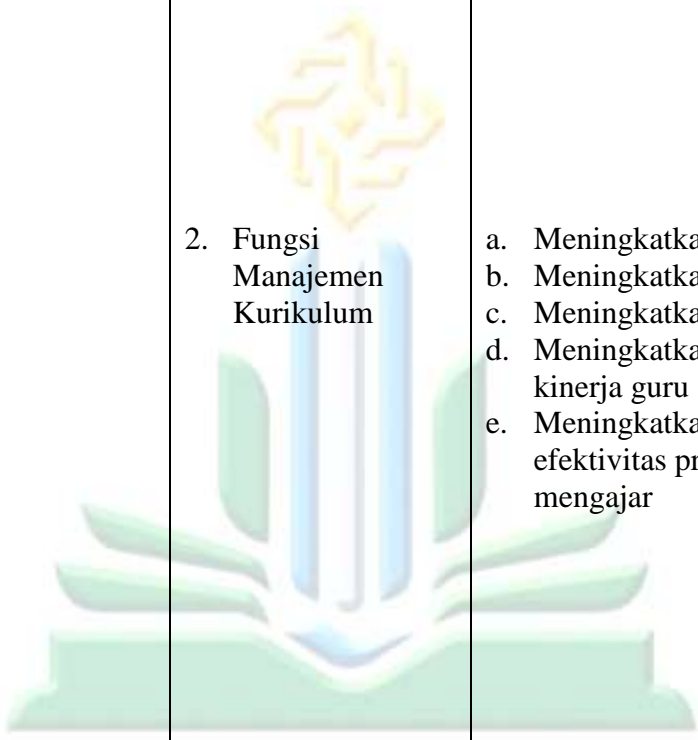 2. Fungsi
Manajemen
Kurikulum
a. Meningkatka
b. Meningkatka
c. Meningkatka
d. Meningkatka
kinerja guru
e. Meningkatka
efektivitas pr
mengajar